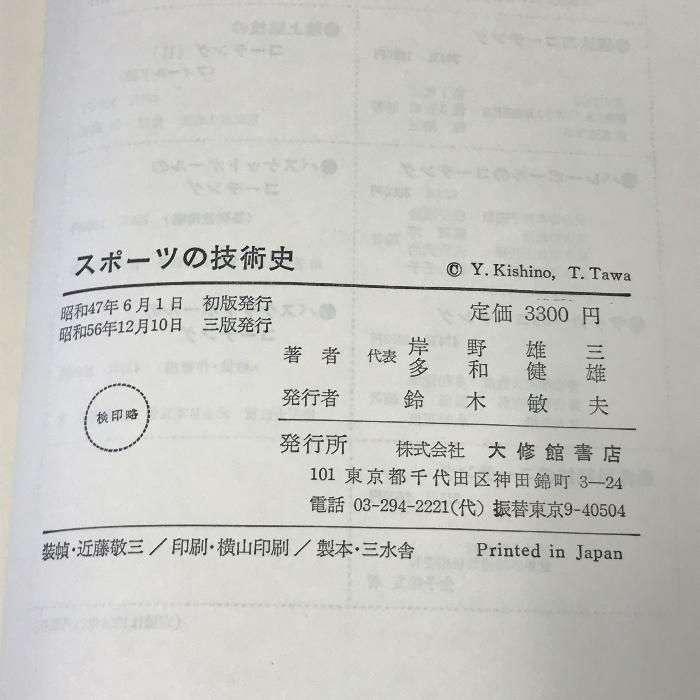 スポーツの技術史
© Y. Kishino, T. Tawa
昭和47年6月1日 初版発行
昭和56年12月10日 三版発行
定価 3300 円
著者 代表 岸野雄三
多和健雄
発行者 鈴木敏夫
検印略
発行所 株式会社 大修館書店
101 東京都千代田区神田錦町 3—24
電話 03-294-2221(代) 振替東京9-40504
装幀・近藤敬三/印刷・横山印刷/製本・三水舎 Printed in Japan